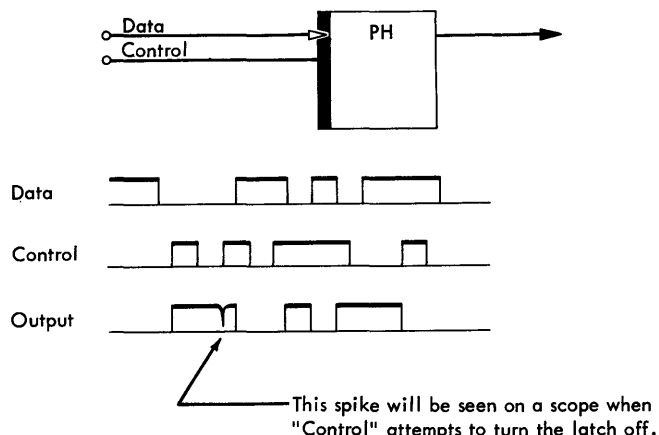 Data
PH
Control
Data
Control
Output
This spike will be seen on a scope when
"Control" attempts to turn the latch off.